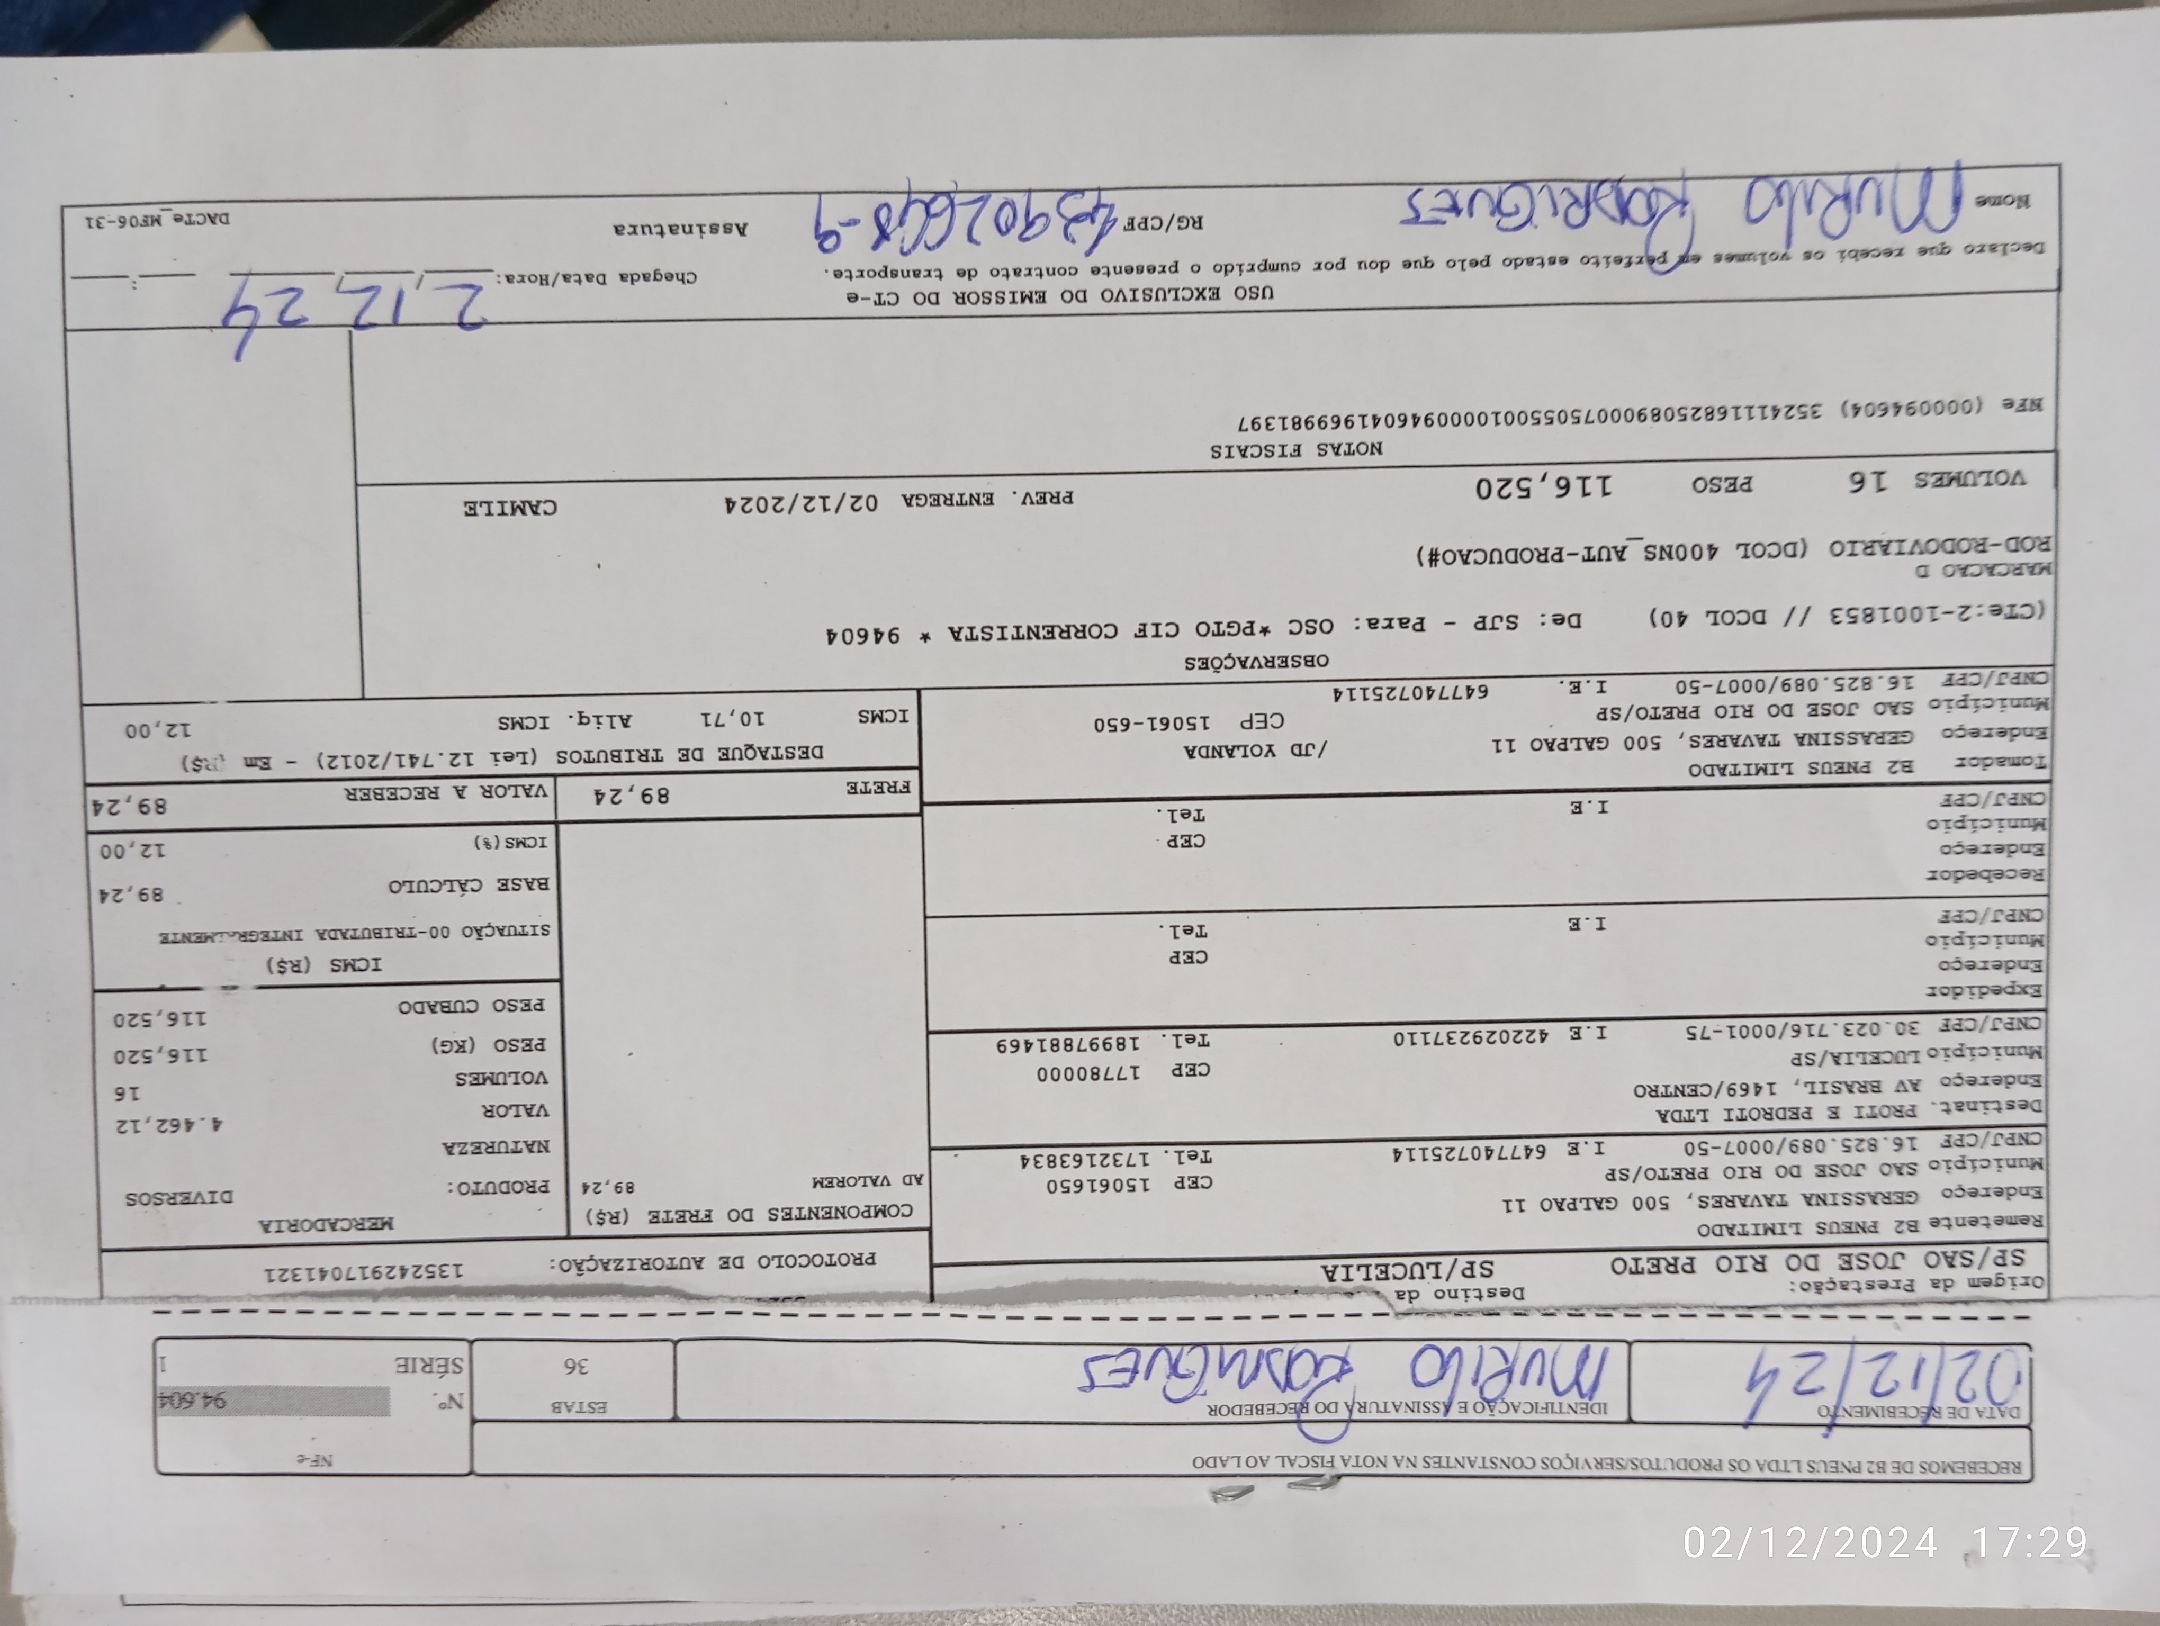 RECEBEMOS DE B2 PNEUS LTDA OS PRODUTOS/SERVIÇOS CONSTANTES NA NOTA FISCAL AO LADO
NF-e
DATA DE RECEBIMENTO
02/12/24
IDENTIFICAÇÃO E ASSINATURA DO RECEBEDOR
MURILO RODRIGUES
ESTAB
36
Nº. 94.604
SÉRIE 1
Origem da Prestação: Destino da
SP/SAO JOSE DO RIO PRETO SP/LUCELIA
PROTOCOLO DE AUTORIZAÇÃO: 135242917041321
Remetente B2 PNEUS LIMITADO
Endereço GERASSINA TAVARES, 500 GALPAO 11
Município SAO JOSE DO RIO PRETO/SP CEP 15061650
CNPJ/CPF 16.825.089/0007-50 I.E 647740725114 Tel. 1732163834
Destinat. PROTI E PEDROTI LTDA
Endereço AV BRASIL, 1469/CENTRO
Município LUCELIA/SP CEP 17780000
CNPJ/CPF 30.023.716/0001-75 I.E 422029237110 Tel. 18997881469
Expedidor
Endereço
Município CEP
CNPJ/CPF I.E Tel.
Recebedor
Endereço
Município CEP
CNPJ/CPF I.E Tel.
Tomador B2 PNEUS LIMITADO
Endereço GERASSINA TAVARES, 500 GALPAO 11 /JD YOLANDA
Município SAO JOSE DO RIO PRETO/SP CEP 15061-650
CNPJ/CPF 16.825.089/0007-50 I.E. 647740725114
COMPONENTES DO FRETE (R$)
AD VALOREM 89,24
MERCADORIA
PRODUTO: DIVERSOS
NATUREZA
VALOR 4.462,12
VOLUMES 16
PESO (KG) 116,520
PESO CUBADO 116,520
ICMS (R$)
SITUAÇÃO 00-TRIBUTADA INTEGRALMENTE
BASE CÁLCULO 89,24
ICMS(%) 12,00
FRETE 89,24 VALOR A RECEBER 89,24
DESTAQUE DE TRIBUTOS (Lei 12.741/2012) - Em (R$)
ICMS 10,71 Aliq. ICMS 12,00
OBSERVAÇÕES
(CTe:2-1001853 // DCOL 40) De: SJP - Para: OSC *PGTO CIF CORRENTISTA * 94604
MARCACAO D
ROD-RODOVIARIO (DCOL 400NS_AUT-PRODUCAO#)
VOLUMES 16 PESO 116,520 PREV. ENTREGA 02/12/2024 CAMILE
NOTAS FISCAIS
NFe (000094604) 35241116825089000750550010000946041969981397
USO EXCLUSIVO DO EMISSOR DO CT-e
Declaro que recebi os volumes em perfeito estado pelo que dou por cumprido o presente contrato de transporte.
Chegada Data/Hora: 2/12/24 :
Nome MURILO RODRIGUES RG/CPF Assinatura
DACTe_MF06-31
02/12/2024 17:29